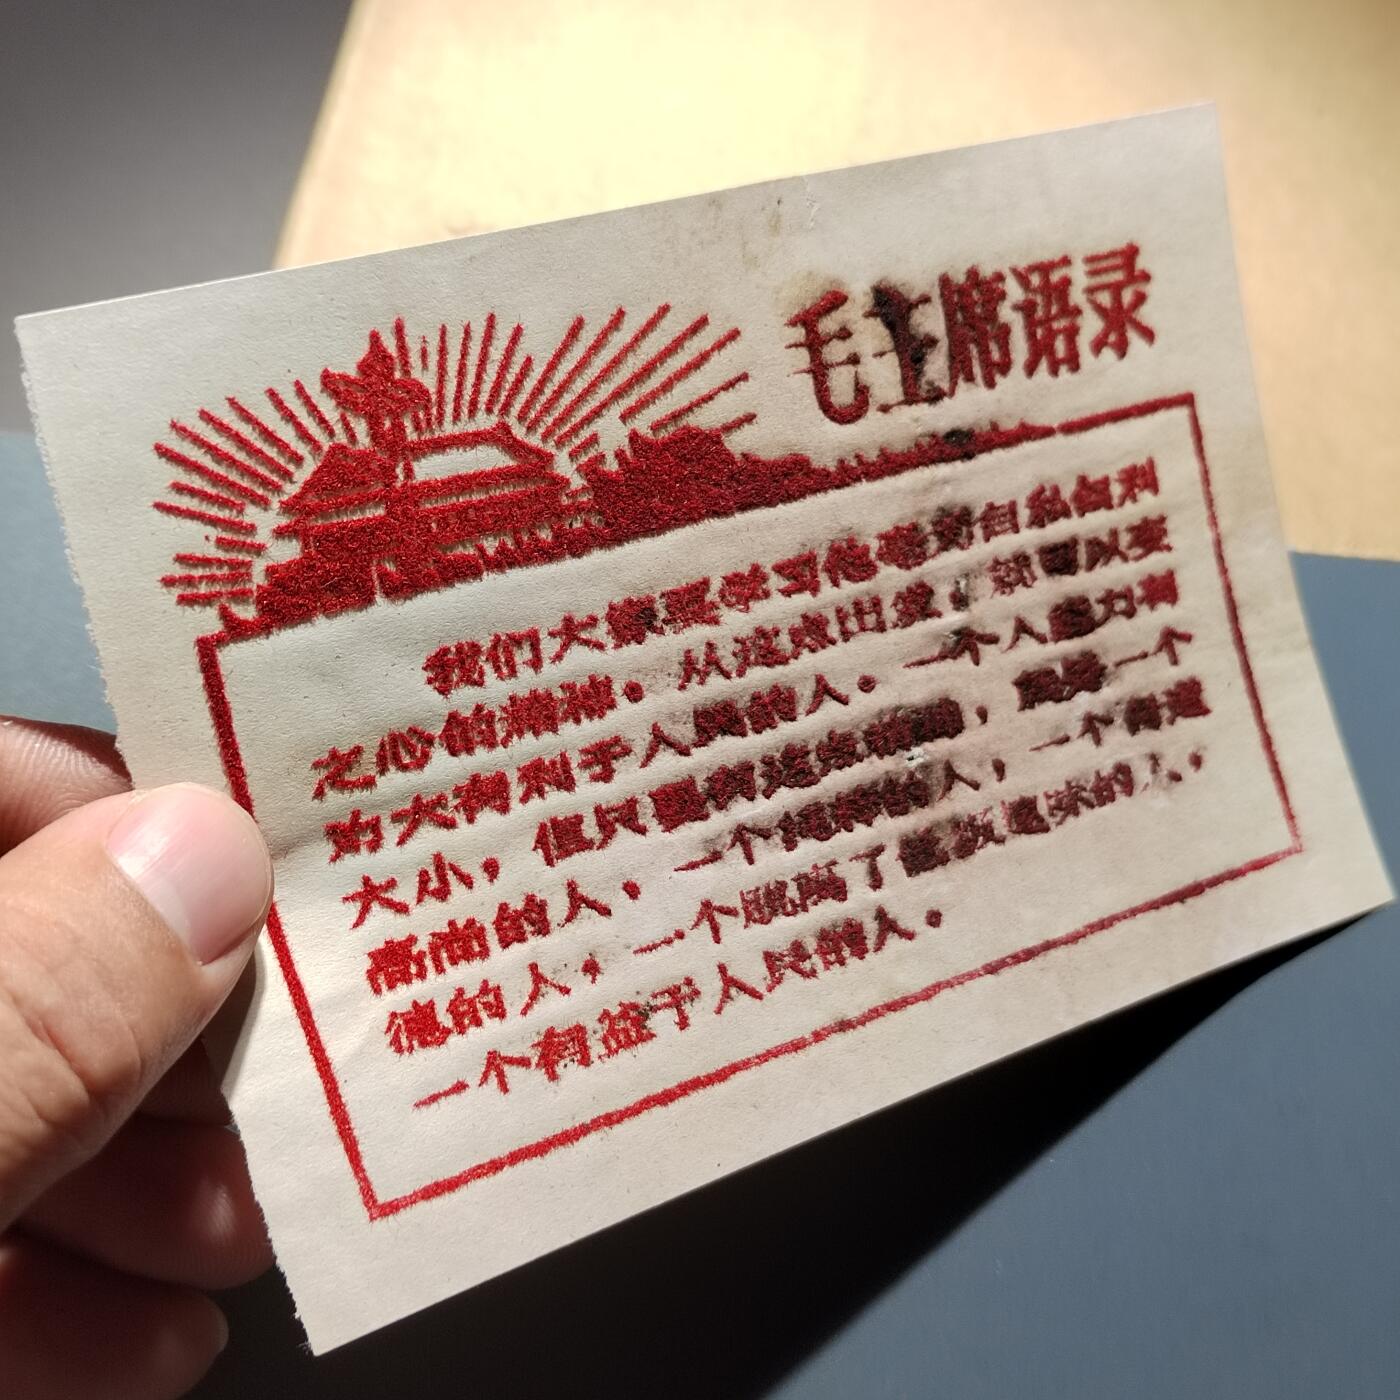 毛主席语录
我们大家要学习他毫无自私自利
之心的精神。从这点出发，就可以变
为大有利于人民的人。一个人能力有
大小，但只要有这点精神，就是一个
高尚的人，一个纯粹的人，一个有道
德的人，一个脱离了低级趣味的人，
一个有益于人民的人。